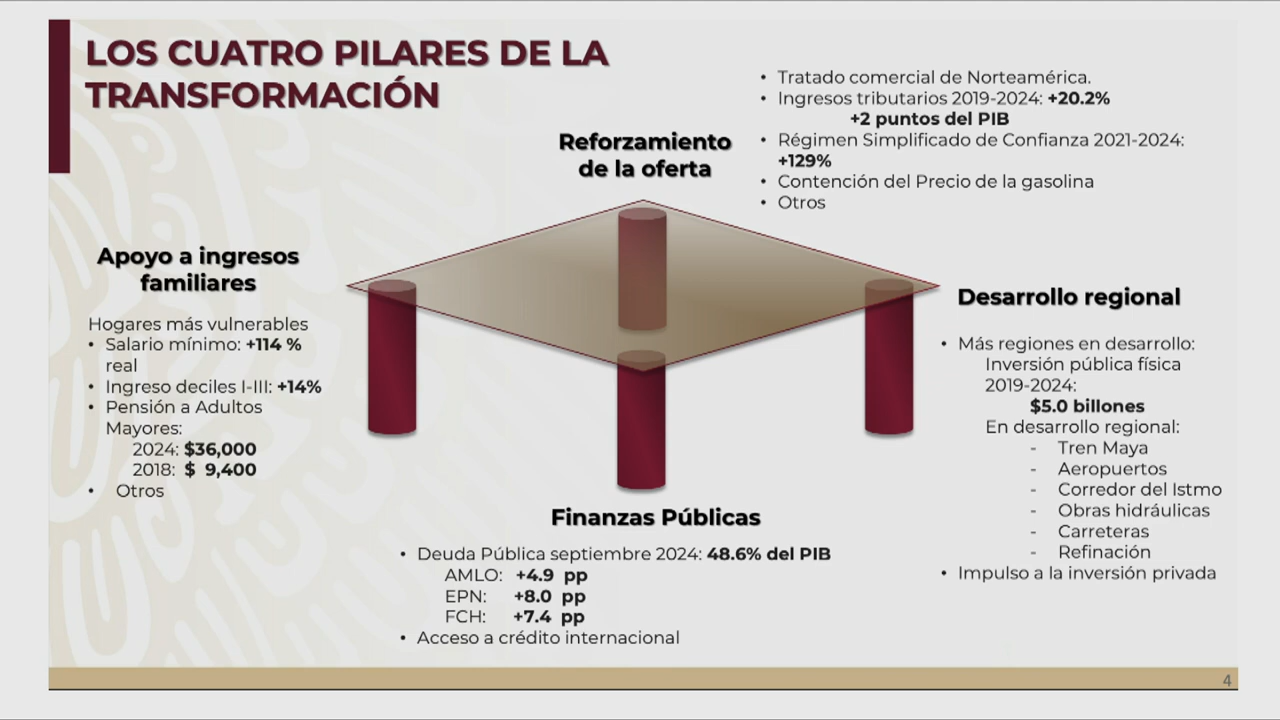 LOS CUATRO PILARES DE LA
TRANSFORMACIÓN
• Tratado comercial de Norteamérica.
• Ingresos tributarios 2019-2024: +20.2%
+2 puntos del PIB
• Régimen Simplificado de Confianza 2021-2024:
+129%
• Contención del Precio de la gasolina
• Otros
Reforzamiento
de la oferta
Apoyo a ingresos
familiares
Hogares más vulnerables
• Salario mínimo: +114 %
real
• Ingreso deciles I-III: +14%
• Pensión a Adultos
Mayores:
2024: $36,000
2018: $ 9,400
• Otros
Desarrollo regional
• Más regiones en desarrollo:
Inversión pública física
2019-2024:
$5.0 billones
En desarrollo regional:
- Tren Maya
- Aeropuertos
- Corredor del Istmo
- Obras hidráulicas
- Carreteras
- Refinación
• Impulso a la inversión privada
Finanzas Públicas
• Deuda Pública septiembre 2024: 48.6% del PIB
AMLO: +4.9 pp
EPN: +8.0 pp
FCH: +7.4 pp
• Acceso a crédito internacional
4